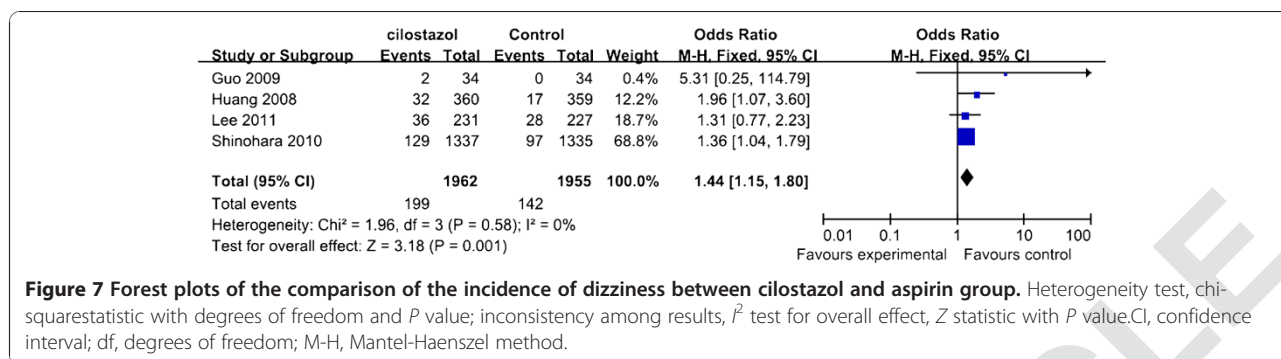 cilostazol Control Odds Ratio Odds Ratio
Study or Subgroup Events Total Events Total Weight M-H, Fixed, 95% CI M-H, Fixed, 95% CI
Guo 2009 2 34 0 34 0.4% 5.31 [0.25, 114.79]
Huang 2008 32 360 17 359 12.2% 1.96 [1.07, 3.60]
Lee 2011 36 231 28 227 18.7% 1.31 [0.77, 2.23]
Shinohara 2010 129 1337 97 1335 68.8% 1.36 [1.04, 1.79]
Total (95% CI) 1962 1955 100.0% 1.44 [1.15, 1.80]
Total events 199 142
Heterogeneity: Chi² = 1.96, df = 3 (P = 0.58); I² = 0%
Test for overall effect: Z = 3.18 (P = 0.001)
0.01 0.1 1 10 100
Favours experimental Favours control
Figure 7 Forest plots of the comparison of the incidence of dizziness between cilostazol and aspirin group. Heterogeneity test, chi-
squarestatistic with degrees of freedom and P value; inconsistency among results, I² test for overall effect, Z statistic with P value.CI, confidence
interval; df, degrees of freedom; M-H, Mantel-Haenszel method.